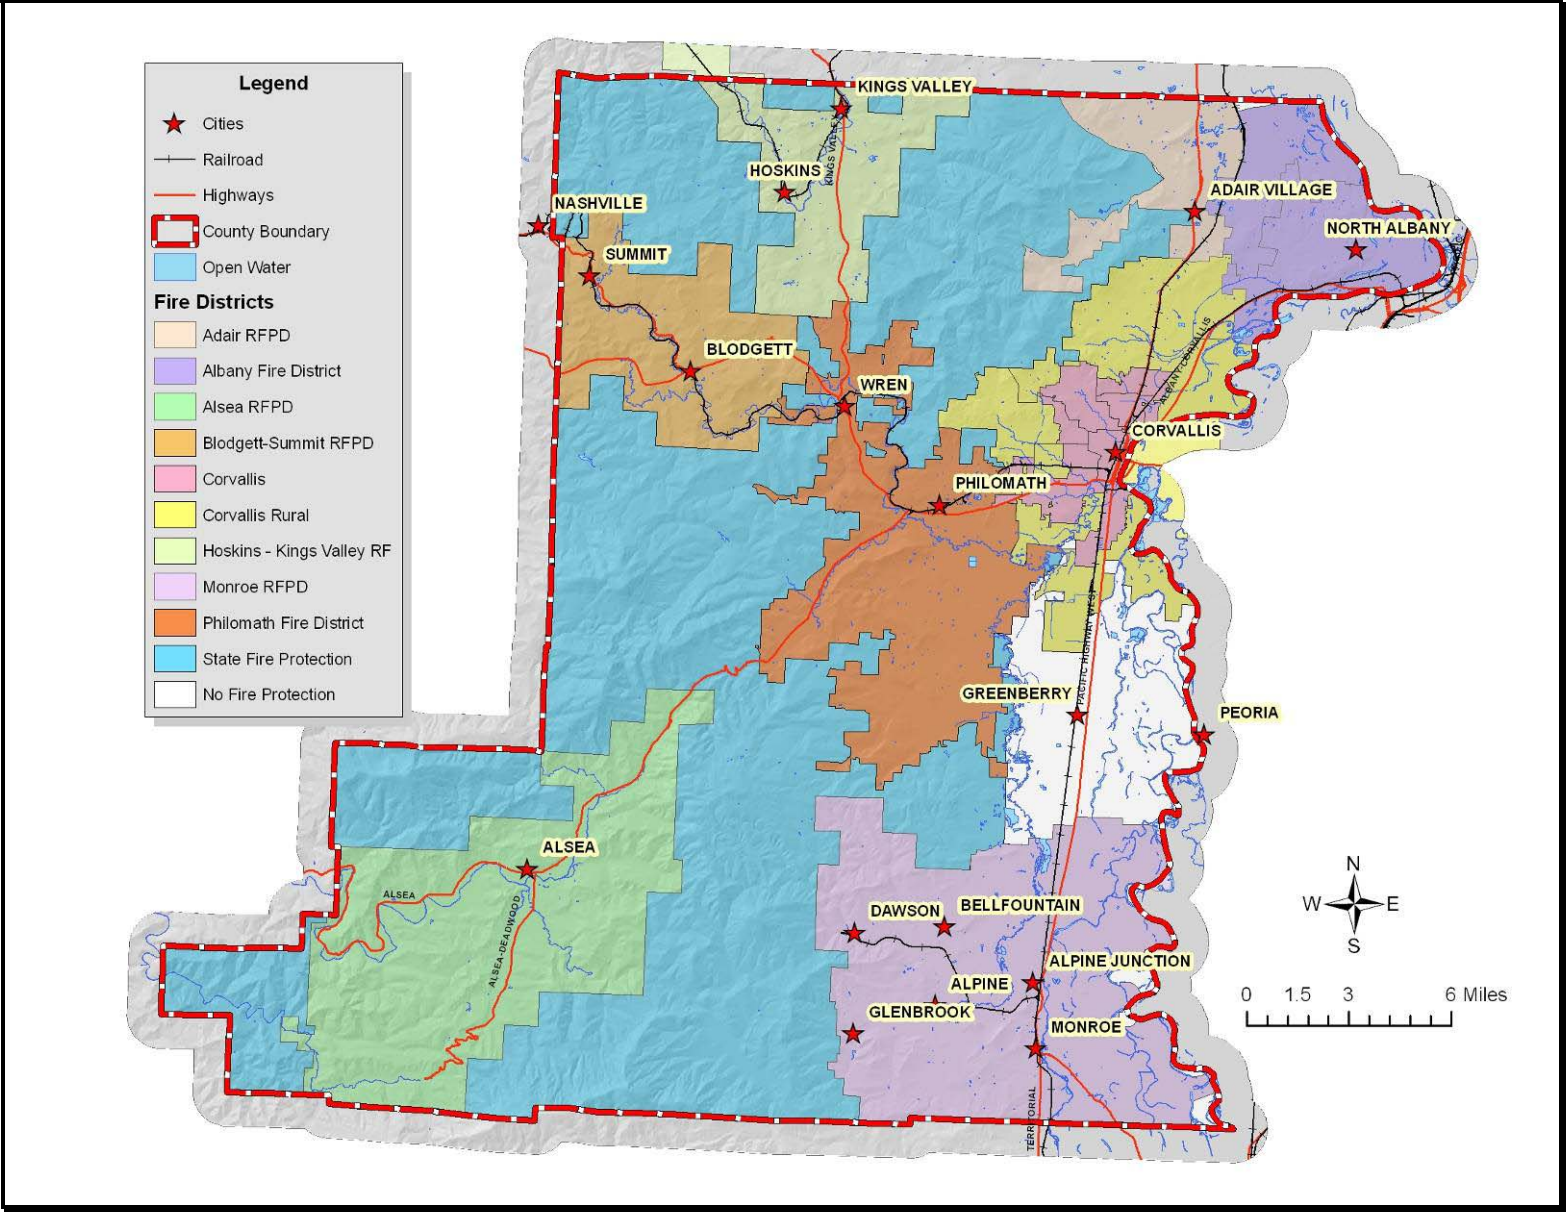 Legend
Cities
Railroad
Highways
County Boundary
Open Water
Fire Districts
Adair RFPD
Albany Fire District
Alsea RFPD
Blodgett-Summit RFPD
Corvallis
Corvallis Rural
Hoskins - Kings Valley RF
Monroe RFPD
Philomath Fire District
State Fire Protection
No Fire Protection
KINGS VALLEY
KINGS VALLEY
HOSKINS
NASHVILLE
ADAIR VILLAGE
NORTH ALBANY
SUMMIT
BLODGETT
ALBANY-CORVALLIS
WREN
CORVALLIS
PHILOMATH
PACIFIC HIGHWAY WEST
GREENBERRY
PEORIA
ALSEA
ALSEA
ALSEA-DEADWOOD
DAWSON
BELLFOUNTAIN
ALPINE JUNCTION
ALPINE
GLENBROOK
MONROE
TERRITORIAL
N
W E
S
0 1.5 3 6 Miles